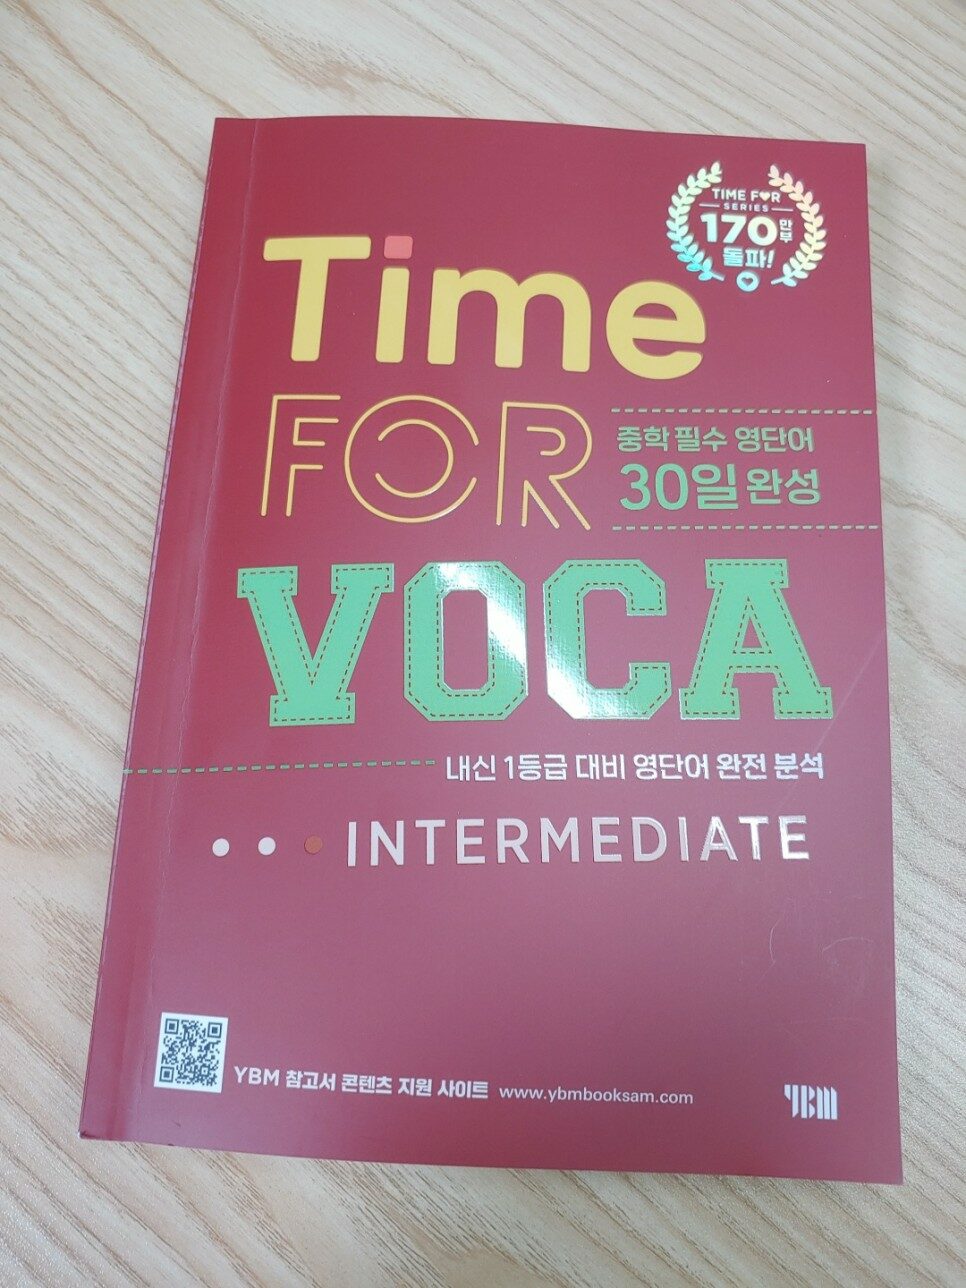 TIME FOR
SERIES
170만부
돌파!
Time
FOR
중학 필수 영단어
30일 완성
VOCA
내신 1등급 대비 영단어 완전 분석
INTERMEDIATE
YBM 참고서 콘텐츠 지원 사이트 www.ybmbooksam.com
YBM